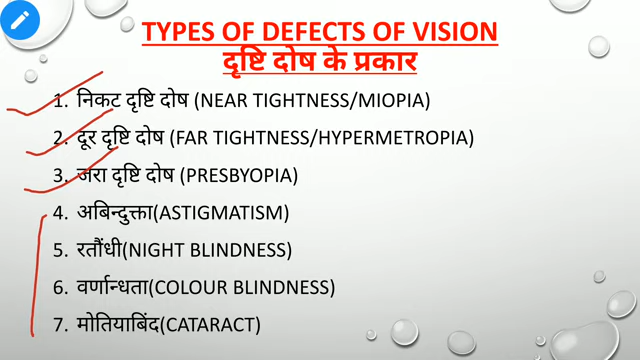 TYPES OF DEFECTS OF VISION
दृष्टि दोष के प्रकार
1. निकट दृष्टि दोष (NEAR TIGHTNESS/MIOPIA)
2. दूर दृष्टि दोष (FAR TIGHTNESS/HYPERMETROPIA)
3. जरा दृष्टि दोष (PRESBYOPIA)
4. अबिन्दुक्ता(ASTIGMATISM)
5. रतौंधी(NIGHT BLINDNESS)
6. वर्णान्धता(COLOUR BLINDNESS)
7. मोतियाबिंद(CATARACT)